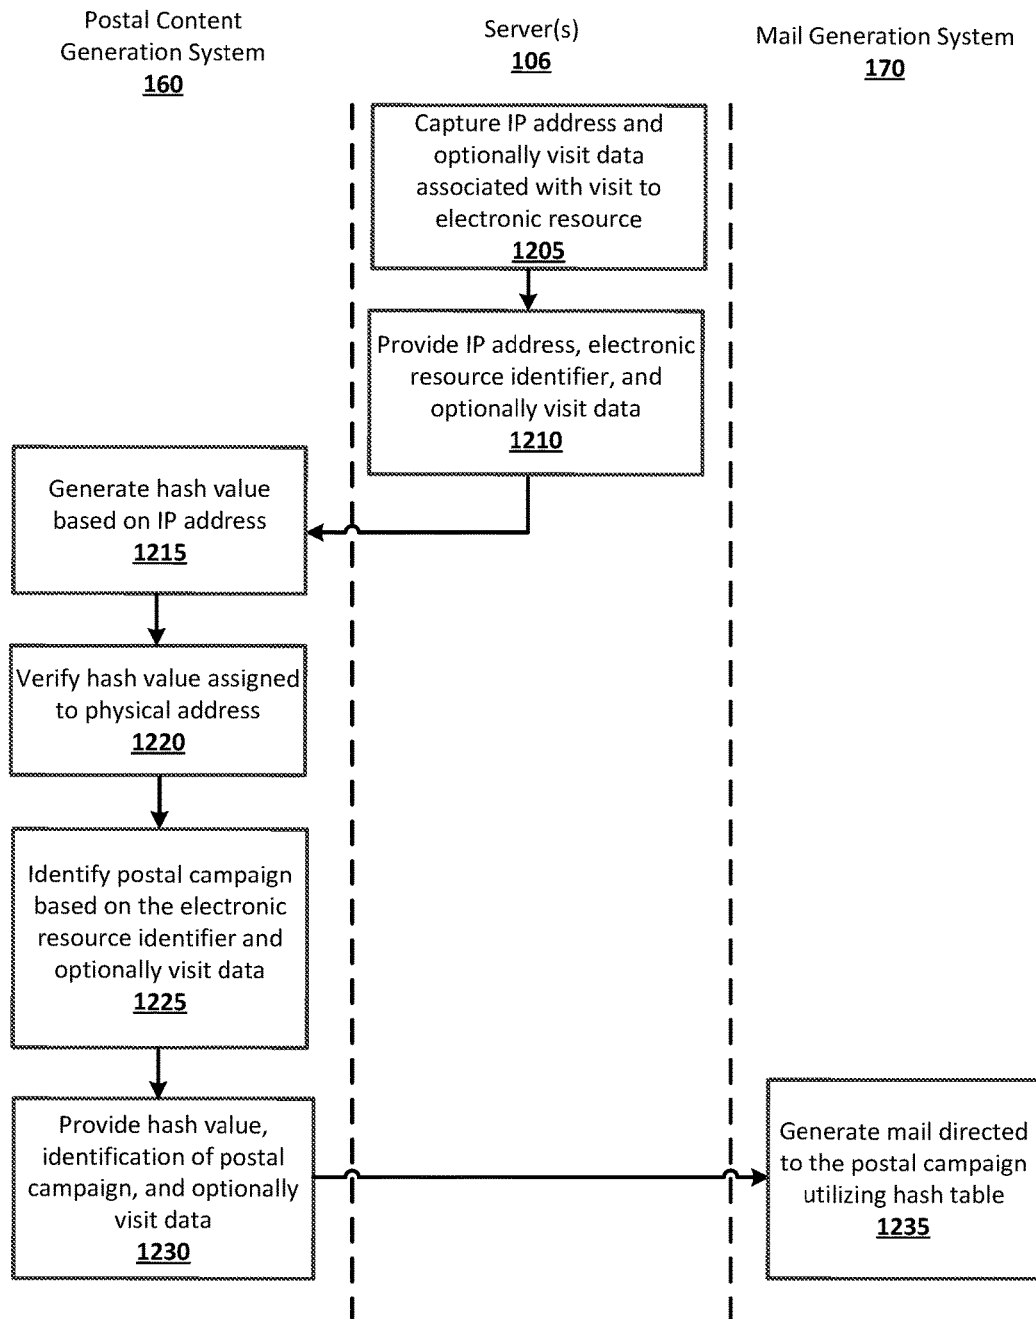 Postal Content
Generation System
160
Server(s)
106
Mail Generation System
170
Capture IP address and
optionally visit data
associated with visit to
electronic resource
1205
Provide IP address, electronic
resource identifier, and
optionally visit data
1210
Generate hash value
based on IP address
1215
Verify hash value assigned
to physical address
1220
Identify postal campaign
based on the electronic
resource identifier and
optionally visit data
1225
Provide hash value,
identification of postal
campaign, and optionally
visit data
1230
Generate mail directed
to the postal campaign
utilizing hash table
1235